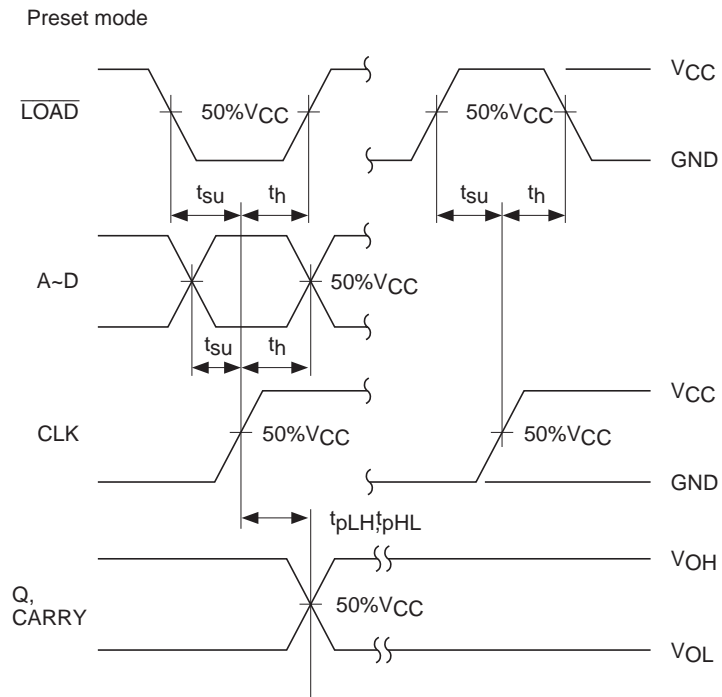 Preset mode
LOAD
50%VCC
50%VCC
VCC
GND
tsu
th
tsu
th
A~D
50%VCC
tsu
th
CLK
50%VCC
50%VCC
VCC
GND
tpLH,tpHL
Q,
CARRY
50%VCC
VOH
VOL